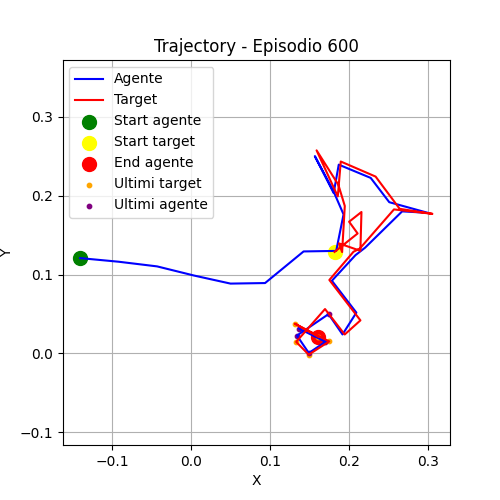 Trajectory - Episodio 600
Agente
Target
Start agente
Start target
End agente
Ultimi target
Ultimi agente
0.3
0.2
0.1
0.0
−0.1
Y
−0.1
0.0
0.1
0.2
0.3
X